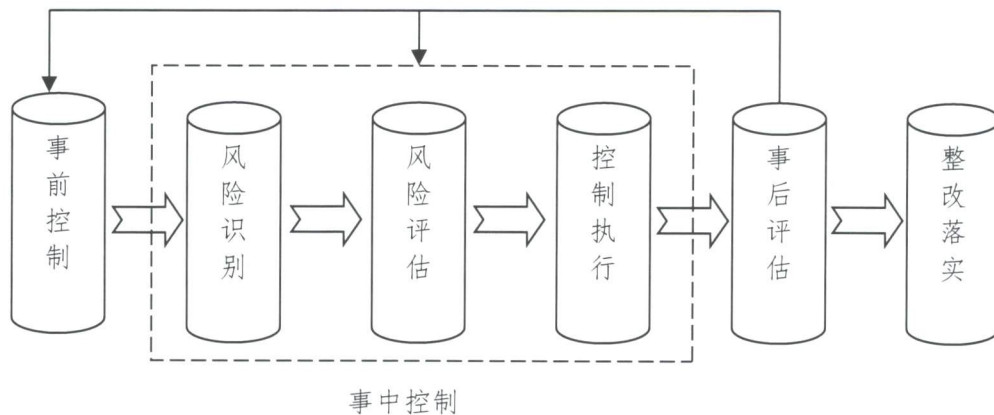 事前控制
风险识别
风险评估
控制执行
事后评估
整改落实
事中控制